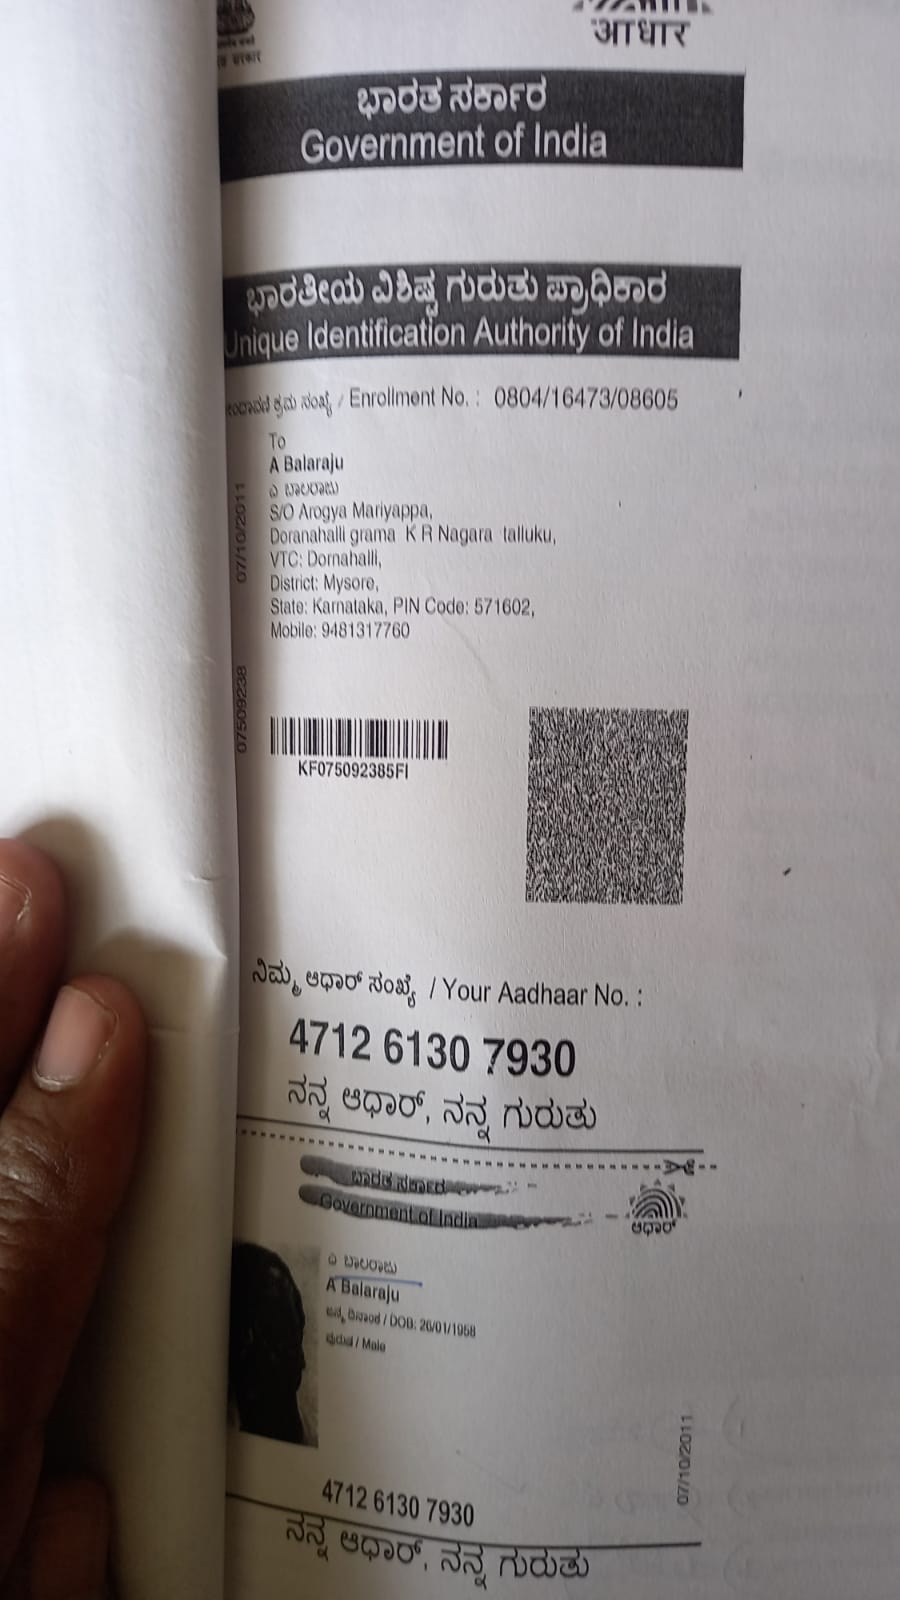 आधार
ಭಾರತ ಸರ್ಕಾರ
Government of India
ಭಾರತೀಯ ವಿಶಿಷ್ಟ ಗುರುತು ಪ್ರಾಧಿಕಾರ
Unique Identification Authority of India
ಕ್ರಮ ಸಂಖ್ಯೆ / Enrollment No. : 0804/16473/08605
To
A Balaraju
ಎ ಬಾಲರಾಜು
S/O Arogya Mariyappa,
Doranahalli grama K R Nagara talluku,
VTC: Dornahalli,
District: Mysore,
State: Karnataka, PIN Code: 571602,
Mobile: 9481317760
07/10/2011
07509238
KF075092385FI
ನಿಮ್ಮ ಆಧಾರ್ ಸಂಖ್ಯೆ / Your Aadhaar No. :
4712 6130 7930
ನನ್ನ ಆಧಾರ್, ನನ್ನ ಗುರುತು
ಭಾರತ ಸರ್ಕಾರ
Government of India
ಆಧಾರ್
ಎ ಬಾಲರಾಜು
A Balaraju
ಜನ್ಮ ದಿನಾಂಕ / DOB: 26/01/1958
ಪುರುಷ / Male
07/10/2011
4712 6130 7930
ನನ್ನ ಆಧಾರ್, ನನ್ನ ಗುರುತು